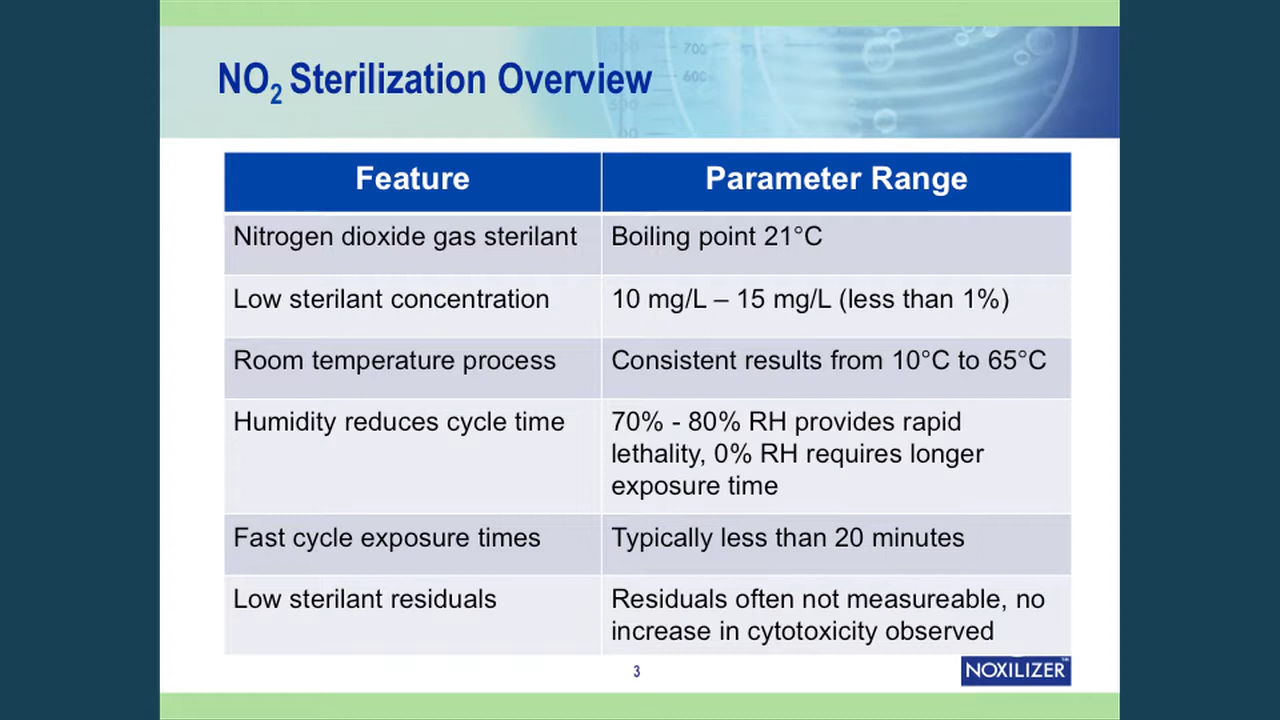 NO2 Sterilization Overview
Feature
Parameter Range
Nitrogen dioxide gas sterilant
Boiling point 21°C
Low sterilant concentration
10 mg/L – 15 mg/L (less than 1%)
Room temperature process
Consistent results from 10°C to 65°C
Humidity reduces cycle time
70% - 80% RH provides rapid
lethality, 0% RH requires longer
exposure time
Fast cycle exposure times
Typically less than 20 minutes
Low sterilant residuals
Residuals often not measureable, no
increase in cytotoxicity observed
3
NOXILIZER
700
600
500